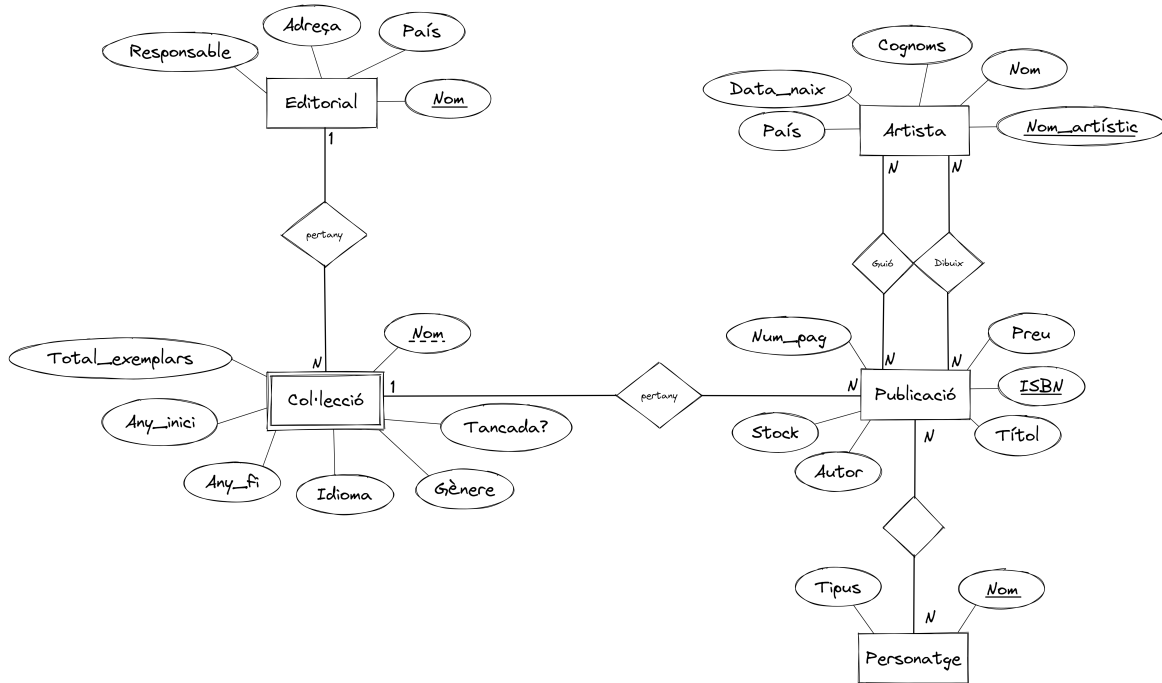 Responsable
Adreça
País
Nom
Editorial
1
pertany
N
Total_exemplars
Nom
Col·lecció
1
Any_inici
Any_fi
Idioma
Gènere
Tancada?
pertany
N
Cognoms
Data_naix
Nom
País
Artista
Nom_artístic
N
N
Guió
Dibuix
Num_pag
N
N
Preu
Publicació
ISBN
Stock
Títol
Autor
N
Tipus
Nom
N
Personatge